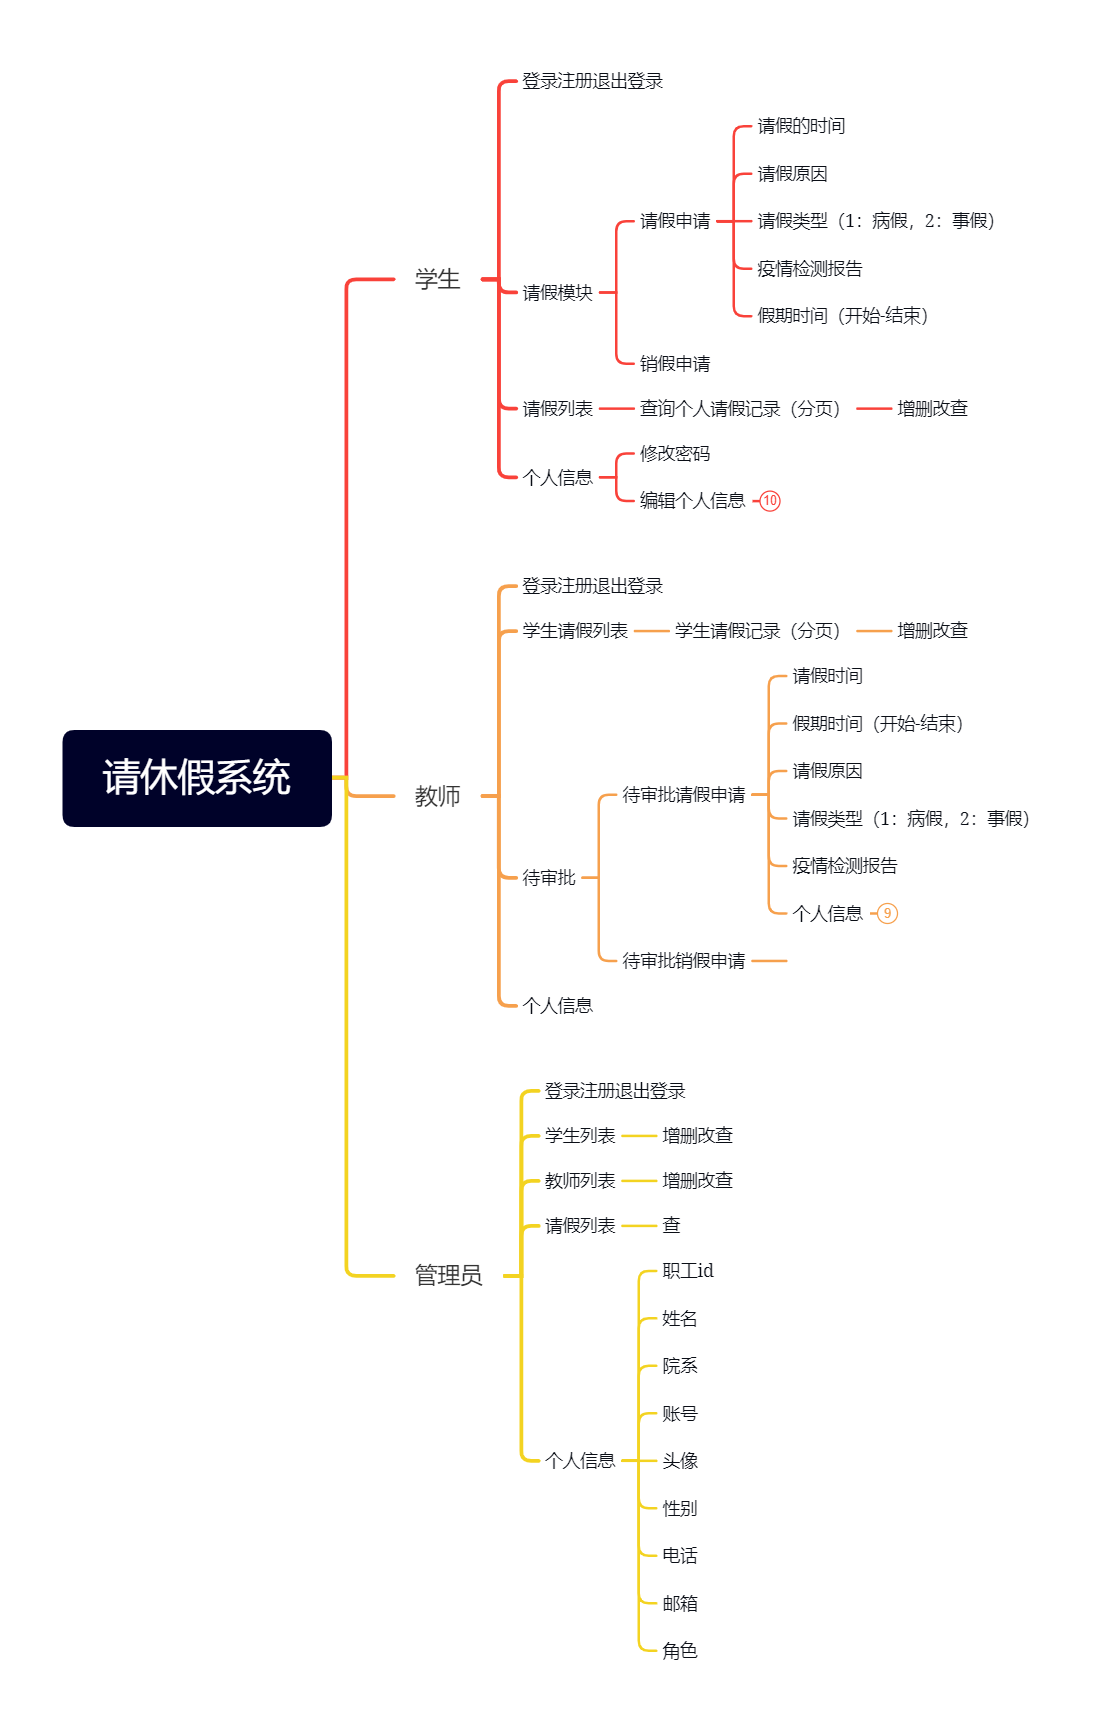 登录注册退出登录
请假的时间
请假原因
请假申请
请假类型（1：病假，2：事假）
疫情检测报告
学生
请假模块
假期时间（开始-结束）
销假申请
请假列表
查询个人请假记录（分页）
增删改查
修改密码
个人信息
编辑个人信息
10
登录注册退出登录
学生请假列表
学生请假记录（分页）
增删改查
请假时间
假期时间（开始-结束）
请休假系统
请假原因
教师
待审批请假申请
请假类型（1：病假，2：事假）
疫情检测报告
待审批
个人信息
9
待审批销假申请
个人信息
登录注册退出登录
学生列表
增删改查
教师列表
增删改查
请假列表
查
管理员
职工id
姓名
院系
账号
个人信息
头像
性别
电话
邮箱
角色